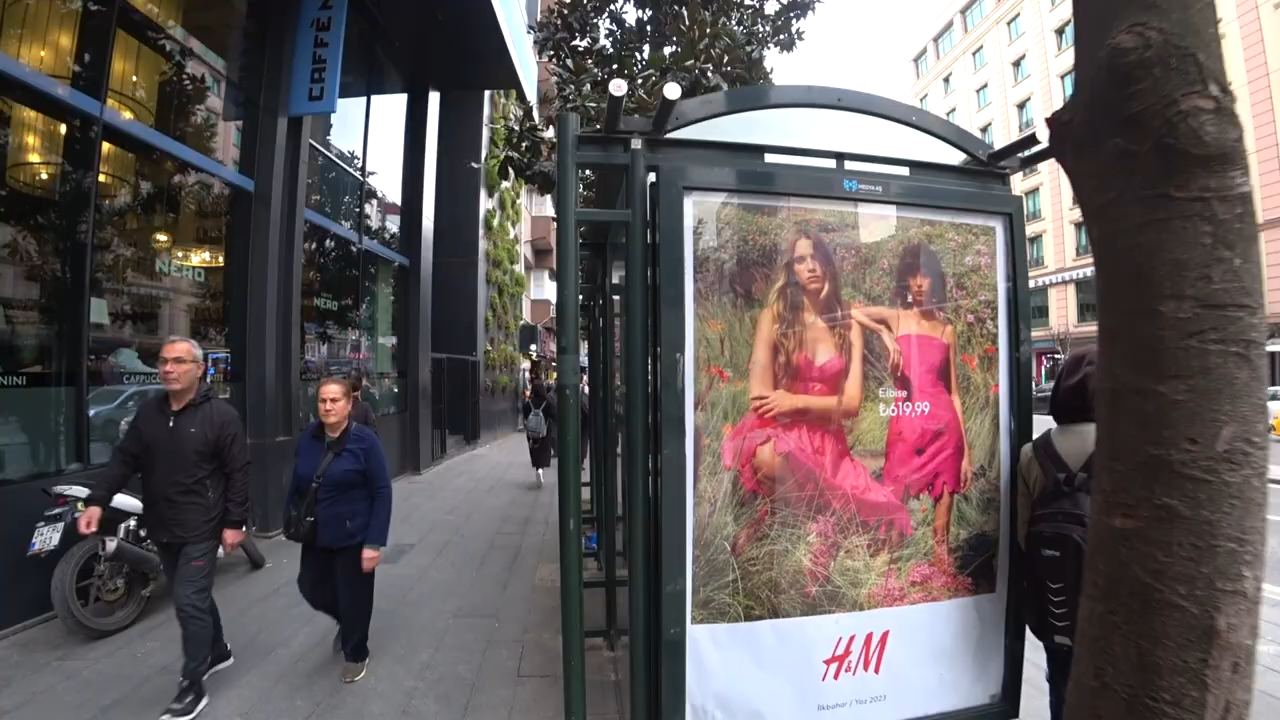 CAFFÈ N
NERO
NERO
NINI
CAPPUCC
MEDYA AŞ
Elbise
₺619,99
H&M
İlkbahar / Yaz 2023